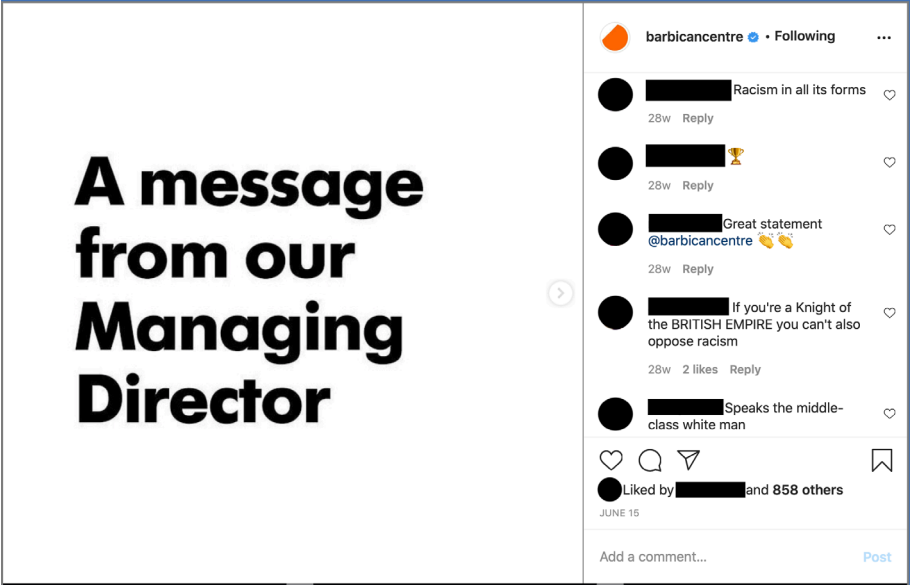 A message
from our
Managing
Director
barbicancentre • Following
Racism in all its forms
28w Reply
🏆
28w Reply
Great statement
@barbicancentre 👏👏
28w Reply
If you're a Knight of
the BRITISH EMPIRE you can't also
oppose racism
28w 2 likes Reply
Speaks the middle-
class white man
Liked by and 858 others
JUNE 15
Add a comment... Post